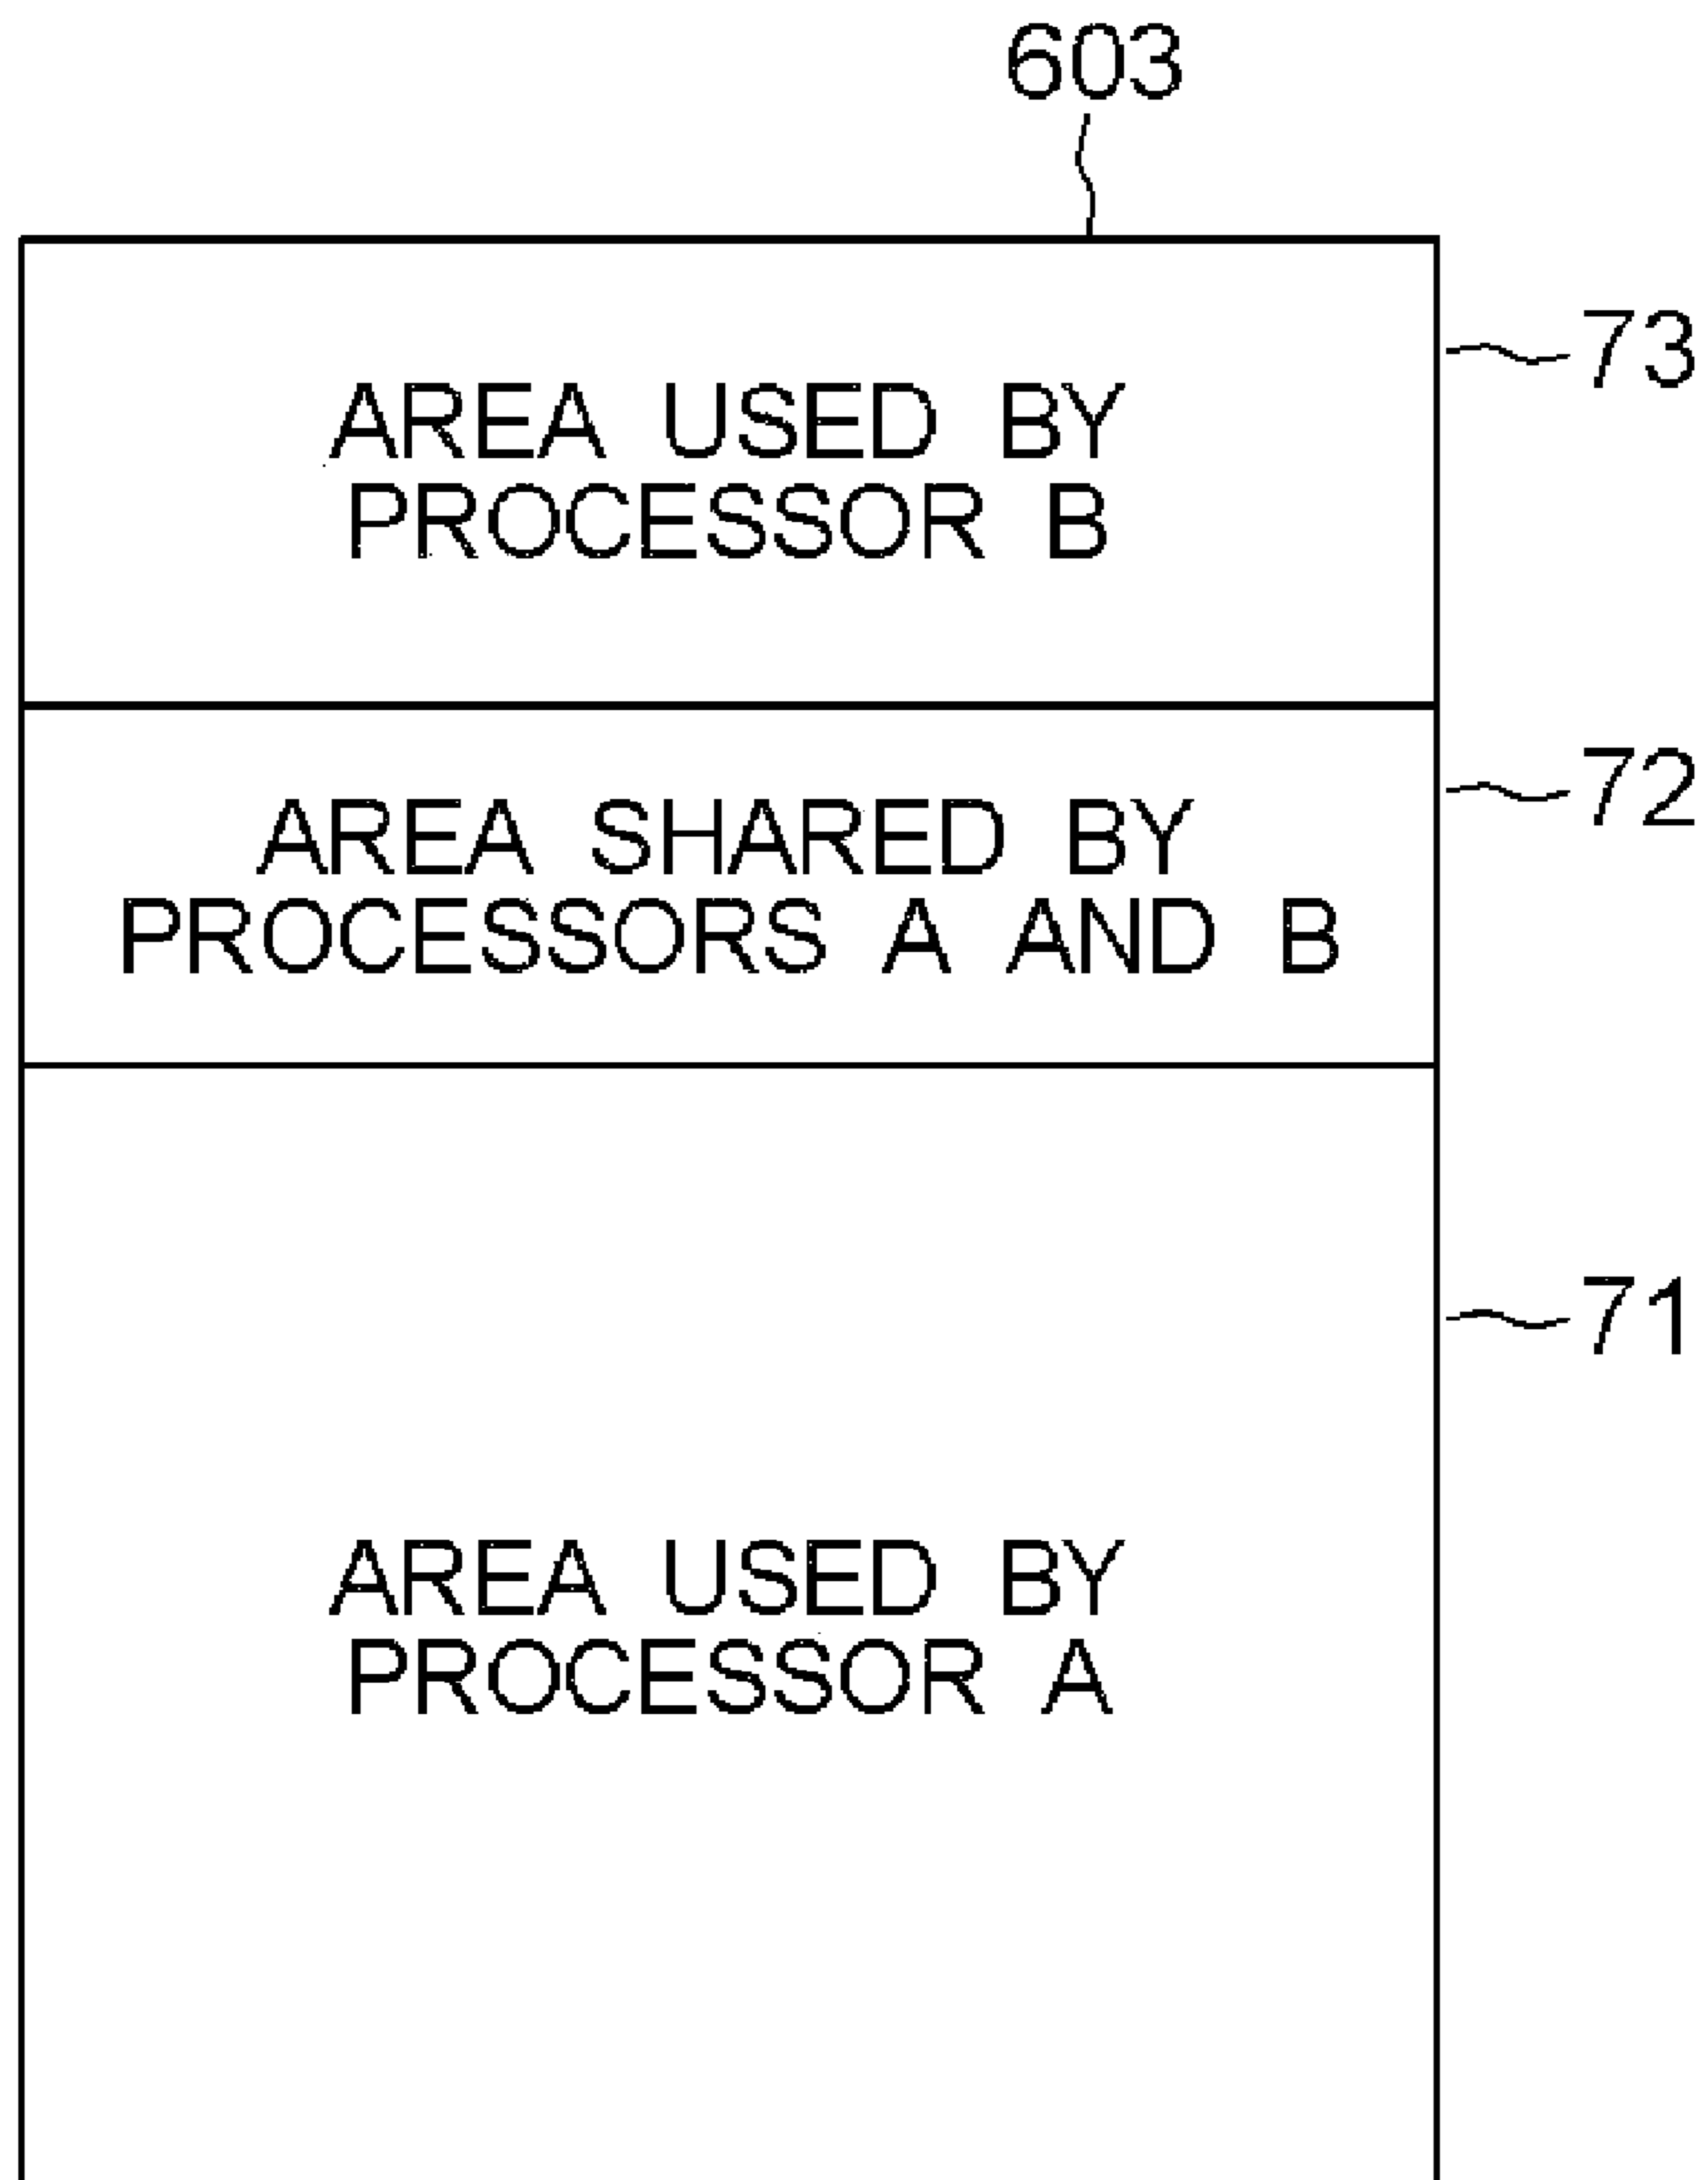 603
73
AREA USED BY
PROCESSOR B
72
AREA SHARED BY
PROCESSORS A AND B
71
AREA USED BY
PROCESSOR A